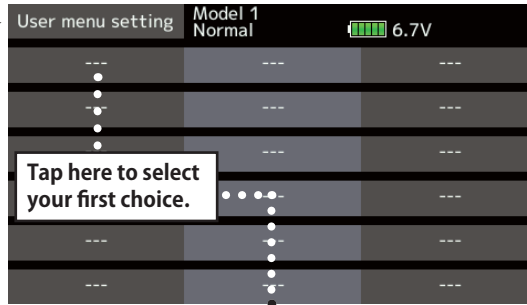 User menu setting
Model 1
Normal
6.7V
--- --- ---
--- --- ---
--- --- ---
Tap here to select
your first choice.
--- ---
--- --- ---
--- --- ---